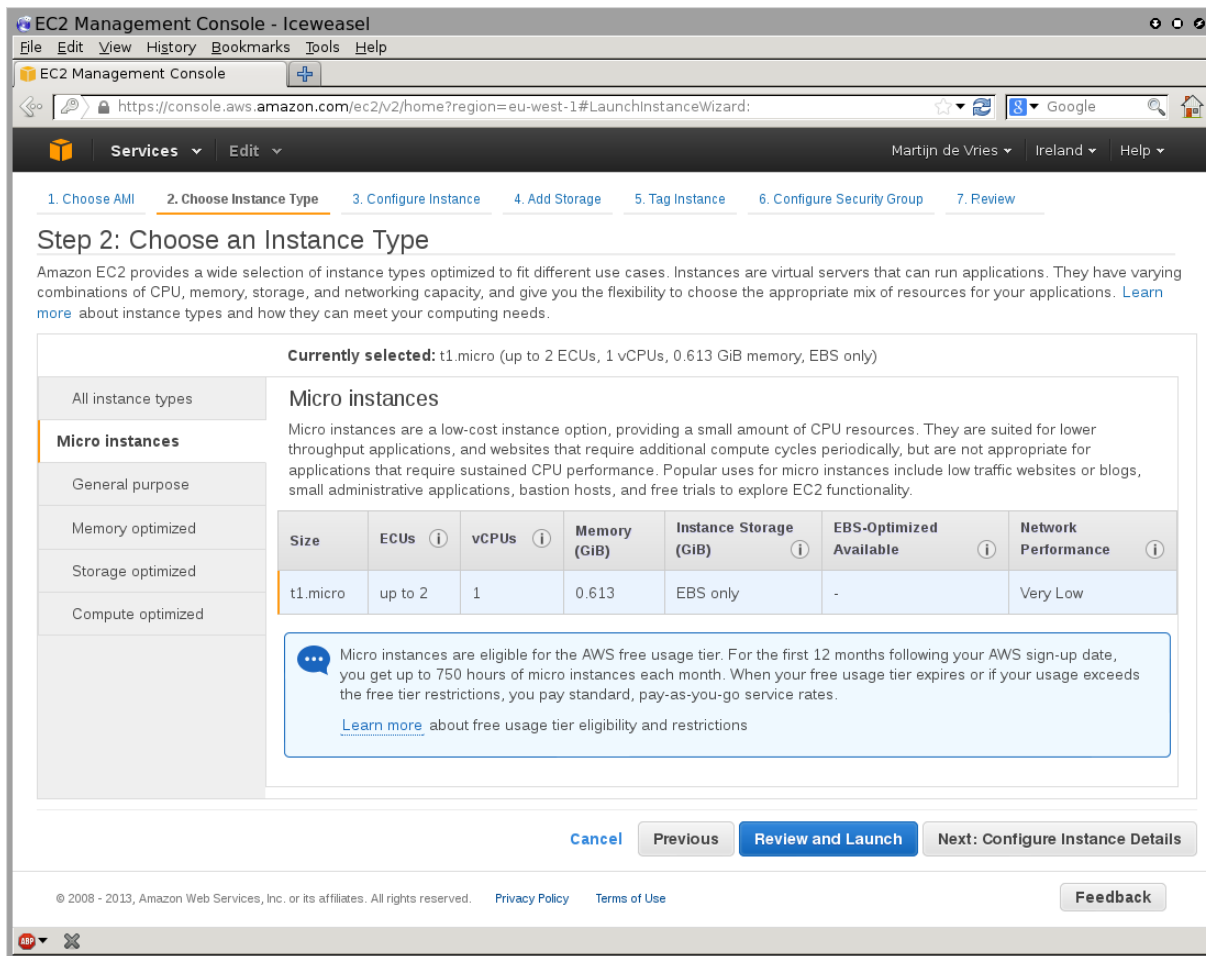 EC2 Management Console - Iceweasel
File Edit View History Bookmarks Tools Help
EC2 Management Console
https://console.aws.amazon.com/ec2/v2/home?region=eu-west-1#LaunchInstanceWizard:
8 Google
Services Edit Martijn de Vries Ireland Help
1. Choose AMI 2. Choose Instance Type 3. Configure Instance 4. Add Storage 5. Tag Instance 6. Configure Security Group 7. Review
Step 2: Choose an Instance Type
Amazon EC2 provides a wide selection of instance types optimized to fit different use cases. Instances are virtual servers that can run applications. They have varying
combinations of CPU, memory, storage, and networking capacity, and give you the flexibility to choose the appropriate mix of resources for your applications. Learn
more about instance types and how they can meet your computing needs.
Currently selected: t1.micro (up to 2 ECUs, 1 vCPUs, 0.613 GiB memory, EBS only)
All instance types
Micro instances
General purpose
Memory optimized
Storage optimized
Compute optimized
Micro instances
Micro instances are a low-cost instance option, providing a small amount of CPU resources. They are suited for lower
throughput applications, and websites that require additional compute cycles periodically, but are not appropriate for
applications that require sustained CPU performance. Popular uses for micro instances include low traffic websites or blogs,
small administrative applications, bastion hosts, and free trials to explore EC2 functionality.
Size ECUs i vCPUs i Memory (GiB) Instance Storage (GiB) i EBS-Optimized Available i Network Performance i
t1.micro up to 2 1 0.613 EBS only - Very Low
Micro instances are eligible for the AWS free usage tier. For the first 12 months following your AWS sign-up date,
you get up to 750 hours of micro instances each month. When your free usage tier expires or if your usage exceeds
the free tier restrictions, you pay standard, pay-as-you-go service rates.
Learn more about free usage tier eligibility and restrictions
Cancel Previous Review and Launch Next: Configure Instance Details
© 2008 - 2013, Amazon Web Services, Inc. or its affiliates. All rights reserved. Privacy Policy Terms of Use Feedback
ABP